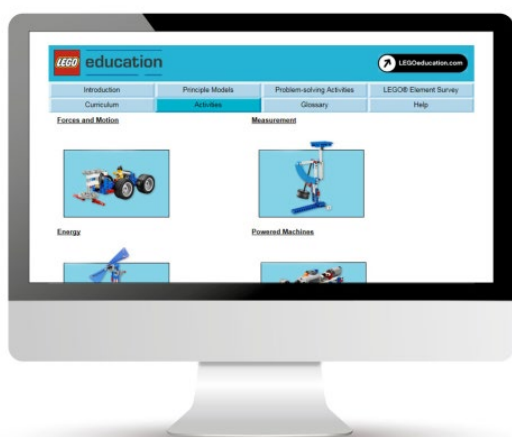 LEGO education
LEGOeducation.com
Introduction
Principle Models
Problem-solving Activities
LEGO® Element Survey
Curriculum
Activities
Glossary
Help
Forces and Motion
Measurement
Energy
Powered Machines